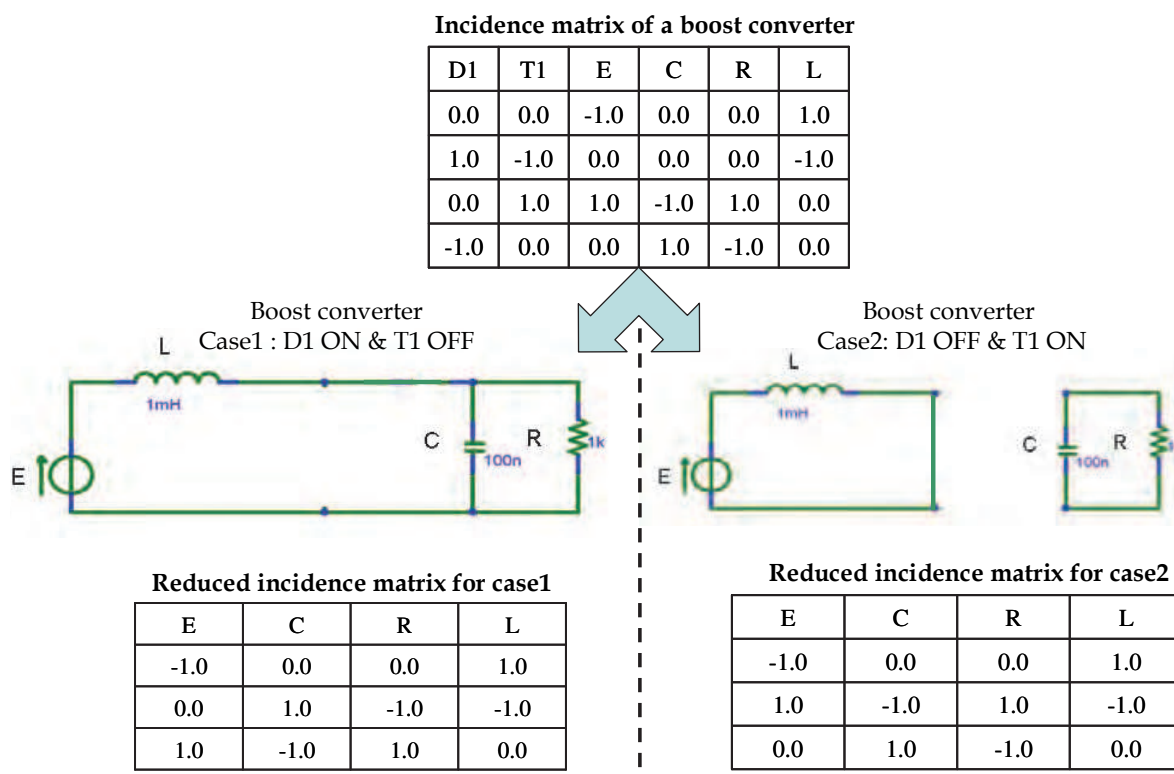 Incidence matrix of a boost converter
D1 T1 E C R L
0.0 0.0 -1.0 0.0 0.0 1.0
1.0 -1.0 0.0 0.0 0.0 -1.0
0.0 1.0 1.0 -1.0 1.0 0.0
-1.0 0.0 0.0 1.0 -1.0 0.0
Boost converter
Case1 : D1 ON & T1 OFF
L
1mH
C
R
1k
100n
E
Boost converter
Case2: D1 OFF & T1 ON
L
1mH
C
R
100n
E
Reduced incidence matrix for case1
E C R L
-1.0 0.0 0.0 1.0
0.0 1.0 -1.0 -1.0
1.0 -1.0 1.0 0.0
Reduced incidence matrix for case2
E C R L
-1.0 0.0 0.0 1.0
1.0 -1.0 1.0 -1.0
0.0 1.0 -1.0 0.0